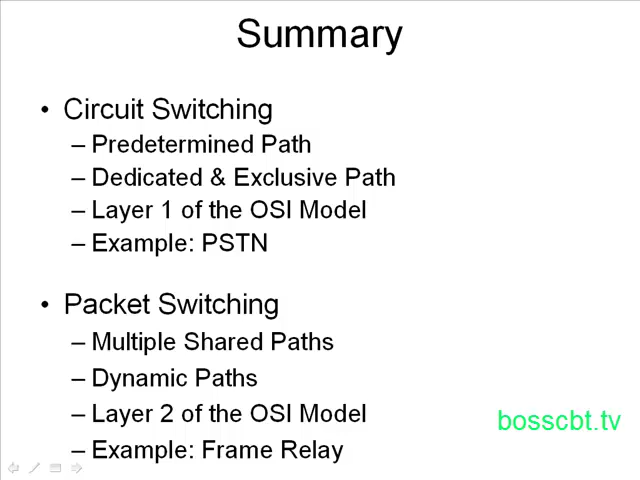 Summary
• Circuit Switching
– Predetermined Path
– Dedicated & Exclusive Path
– Layer 1 of the OSI Model
– Example: PSTN
• Packet Switching
– Multiple Shared Paths
– Dynamic Paths
– Layer 2 of the OSI Model
– Example: Frame Relay
bosscbt.tv